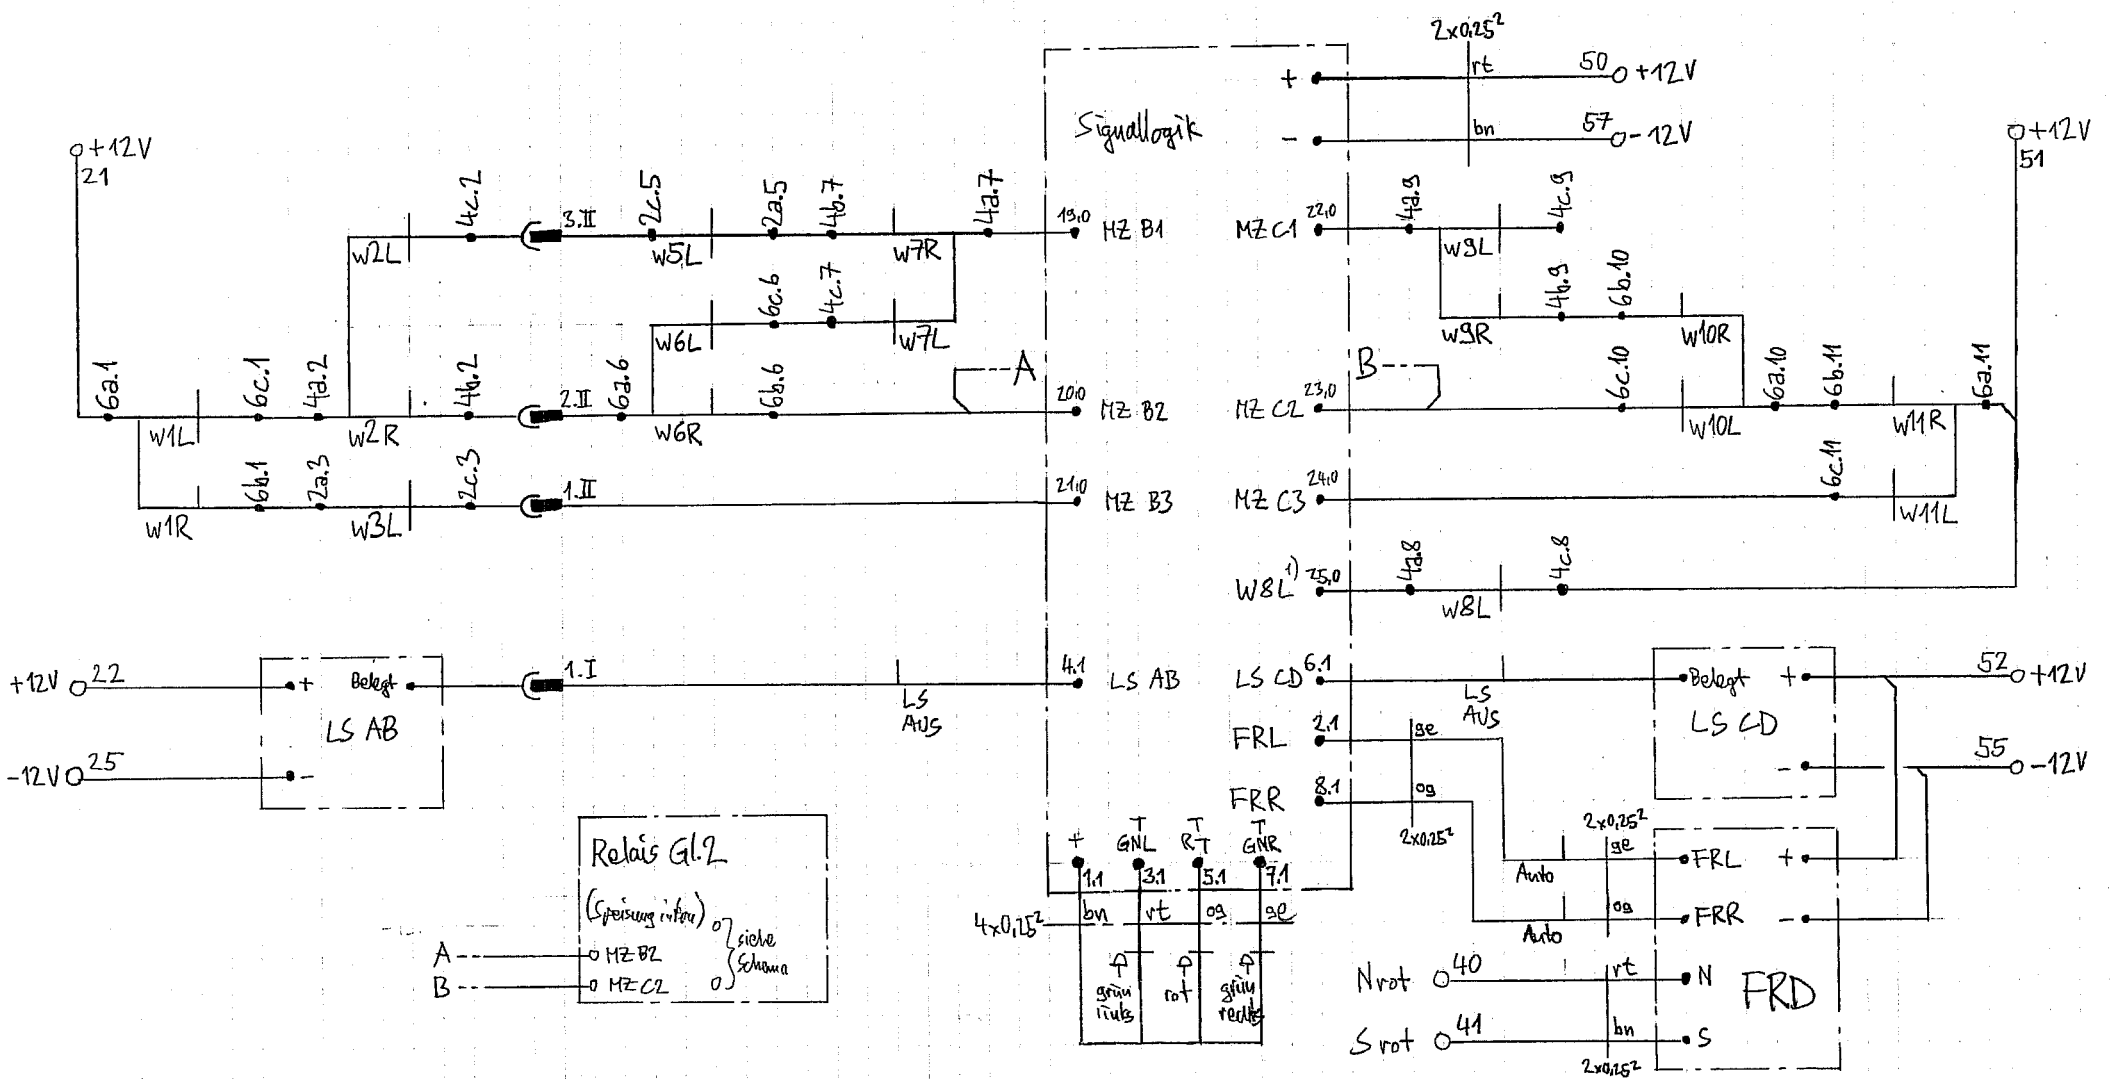 2x0,25²
+ rt 50 +12V
Signallogik
- bn 57 -12V
+12V
21
+12V
51
4c.2 3.II 2c.5 2a.5 4b.7 4a.7 19,0 MZ B1
w2L w5L w7R
MZ C1 22,0 4a.9 4c.9
w9L
6c.6 4c.7
w6L w7L
4b.9 6b.10
w9R w10R
A
B
6a.1 6c.1 4a.2 4b.2 2.II 6a.6 6b.6 20,0 MZ B2
w1L w2R w6R
MZ C2 23,0 6c.10 6a.10 6b.11 6a.11
w10L w11R
6b.1 2a.3 2c.3 1.II 21,0 MZ B3
w1R w3L
MZ C3 24,0 6c.11
w11L
W8L 1) 25,0 4a.8 4c.8
w8L
+12V 22 + Belegt 1.I 4.1 LS AB
LS AB
LS
AUS
LS CD 6.1 Belegt + 52 +12V
LS
AUS
LS CD
-12V 25 -
- 55 -12V
FRL 2.1 ge
FRR 8.1 og
2x0,25²
2x0,25²
ge FRL +
Auto
og FRR -
Auto
Nrot 40 rt N
FRD
Srot 41 bn S
2x0,25²
+ T GNL T RT T GNR
1.1 3.1 5.1 7.1
4x0,25² bn rt og ge
grün
links
rot
grün
rechts
Relais Gl.2
(Speisung intern)
siehe
Schema
A MZ B2
B MZ C2